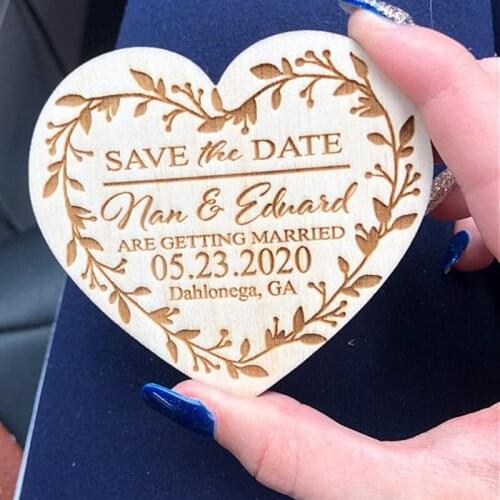 SAVE the DATE
Nan & Eduard
ARE GETTING MARRIED
05.23.2020
Dahlonega, GA